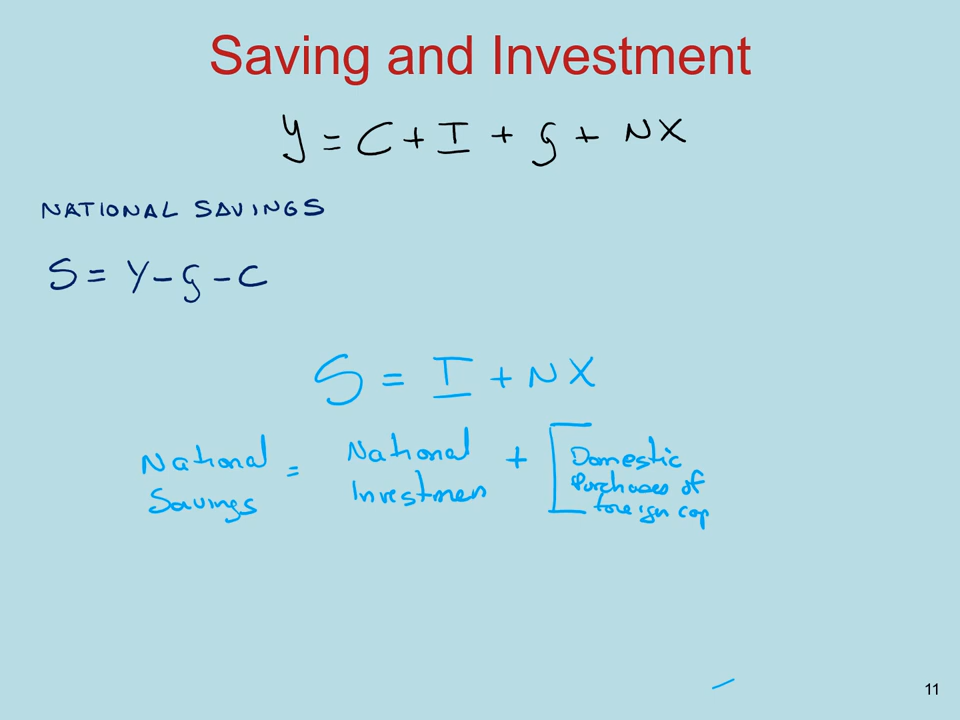 Saving and Investment
Y = C + I + G + NX
NATIONAL SAVINGS
S = Y - G - C
S = I + NX
National Savings = National Investmen + [Domestic Purchases of foreign cap
11